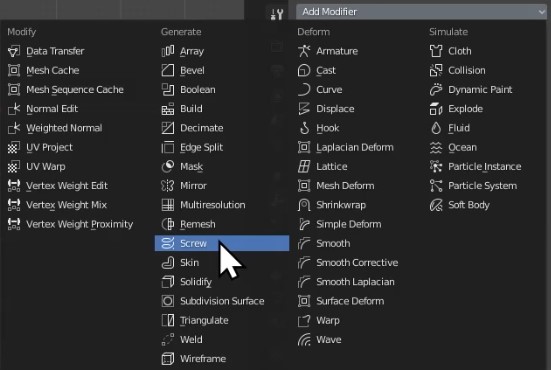 Add Modifier
Modify
Data Transfer
Mesh Cache
Mesh Sequence Cache
Normal Edit
Weighted Normal
UV Project
UV Warp
Vertex Weight Edit
Vertex Weight Mix
Vertex Weight Proximity
Generate
Array
Bevel
Boolean
Build
Decimate
Edge Split
Mask
Mirror
Multiresolution
Remesh
Screw
Skin
Solidify
Subdivision Surface
Triangulate
Weld
Wireframe
Deform
Armature
Cast
Curve
Displace
Hook
Laplacian Deform
Lattice
Mesh Deform
Shrinkwrap
Simple Deform
Smooth
Smooth Corrective
Smooth Laplacian
Surface Deform
Warp
Wave
Simulate
Cloth
Collision
Dynamic Paint
Explode
Fluid
Ocean
Particle Instance
Particle System
Soft Body